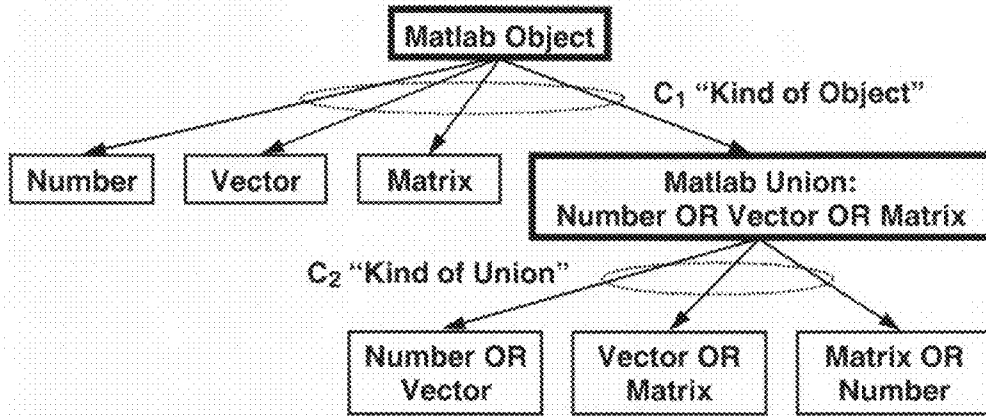 Matlab Object
C₁ “Kind of Object”
Number
Vector
Matrix
Matlab Union:
Number OR Vector OR Matrix
C₂ “Kind of Union”
Number OR
Vector
Vector OR
Matrix
Matrix OR
Number